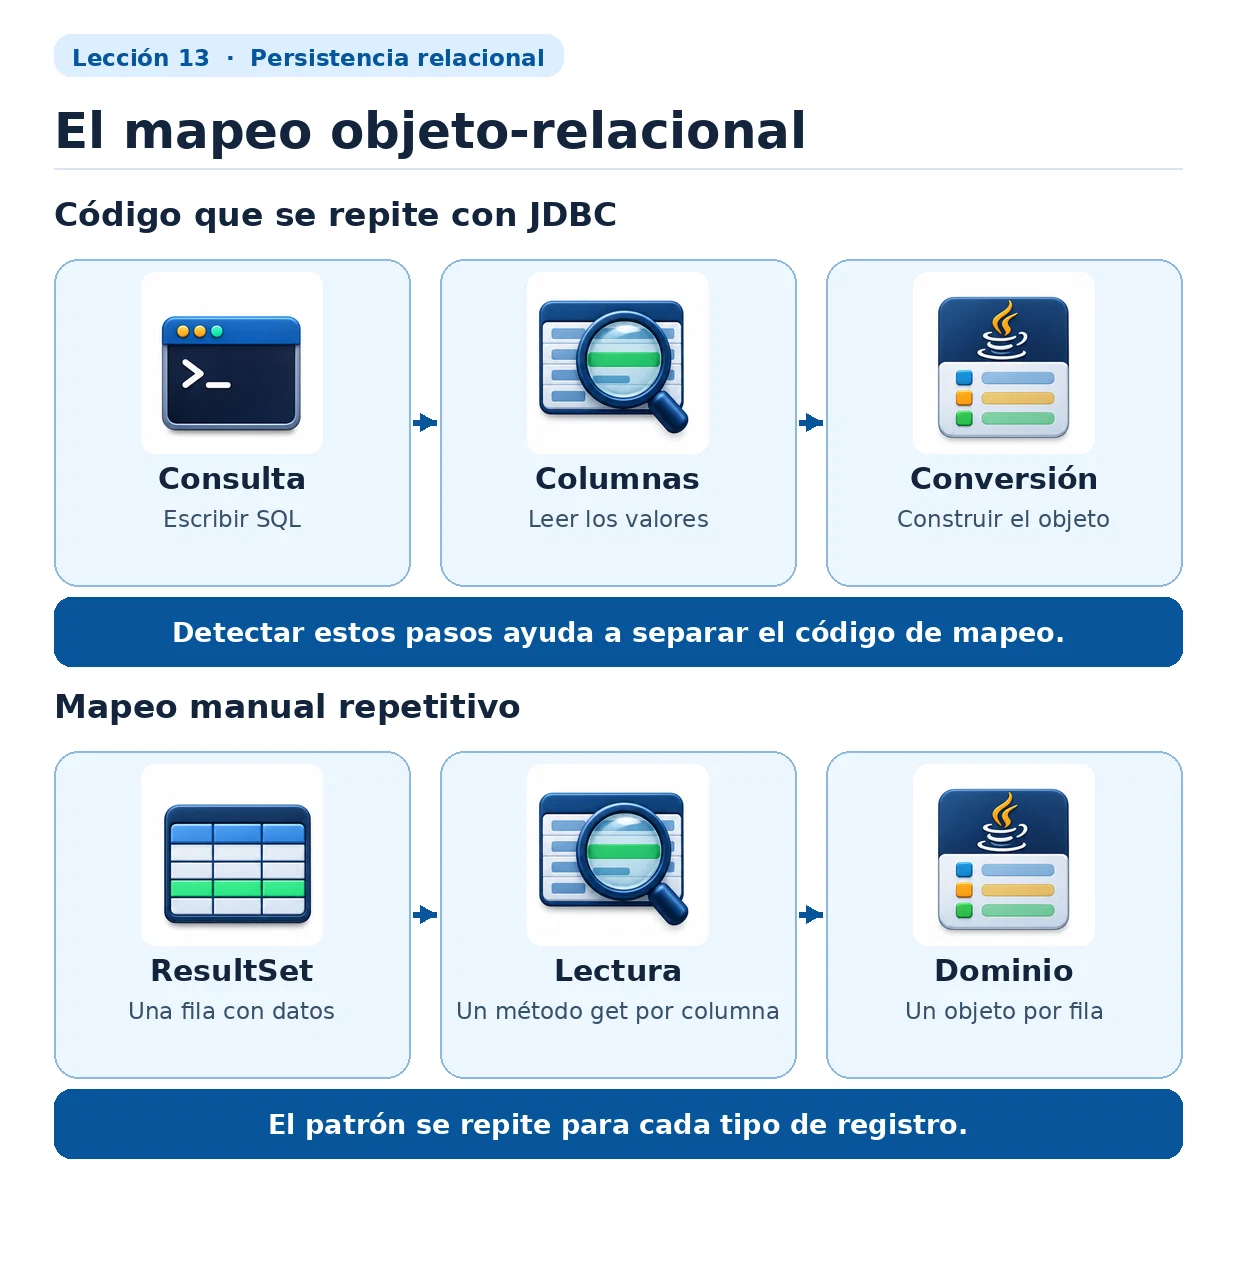 Lección 13 · Persistencia relacional
El mapeo objeto-relacional
Código que se repite con JDBC
Consulta
Escribir SQL
Columnas
Leer los valores
Conversión
Construir el objeto
Detectar estos pasos ayuda a separar el código de mapeo.
Mapeo manual repetitivo
ResultSet
Una fila con datos
Lectura
Un método get por columna
Dominio
Un objeto por fila
El patrón se repite para cada tipo de registro.